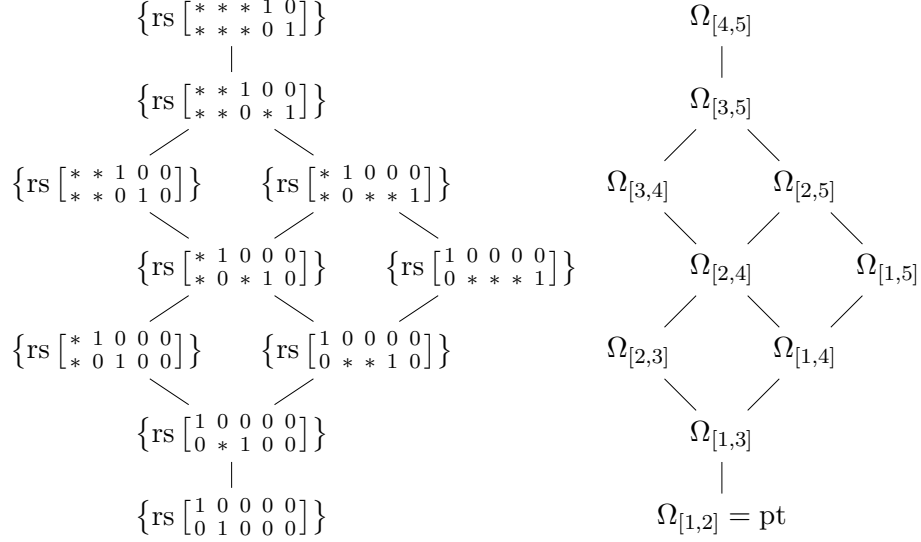 {rs [* * * 1 0 / * * * 0 1]} Ω[4,5]
{rs [* * 1 0 0 / * * 0 * 1]} Ω[3,5]
{rs [* * 1 0 0 / * * 0 1 0]} {rs [* 1 0 0 0 / * 0 * * 1]} Ω[3,4] Ω[2,5]
{rs [* 1 0 0 0 / * 0 * 1 0]} {rs [1 0 0 0 0 / 0 * * * 1]} Ω[2,4] Ω[1,5]
{rs [* 1 0 0 0 / * 0 1 0 0]} {rs [1 0 0 0 0 / 0 * * 1 0]} Ω[2,3] Ω[1,4]
{rs [1 0 0 0 0 / 0 * 1 0 0]} Ω[1,3]
{rs [1 0 0 0 0 / 0 1 0 0 0]} Ω[1,2] = pt